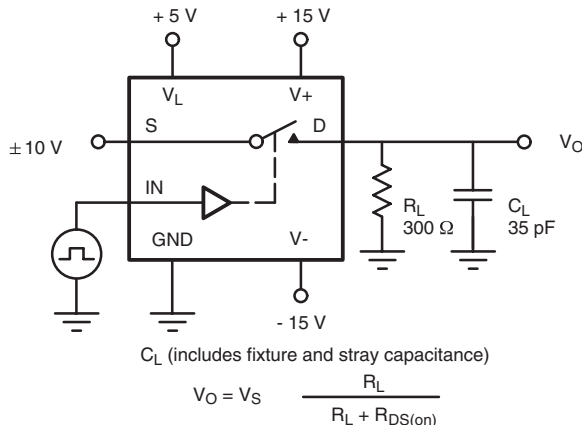 + 5 V
+ 15 V
V_L
V+
S
D
± 10 V
V_O
IN
R_L
300 Ω
C_L
35 pF
GND
V-
- 15 V
C_L (includes fixture and stray capacitance)
V_O = V_S R_L
R_L + R_DS(on)